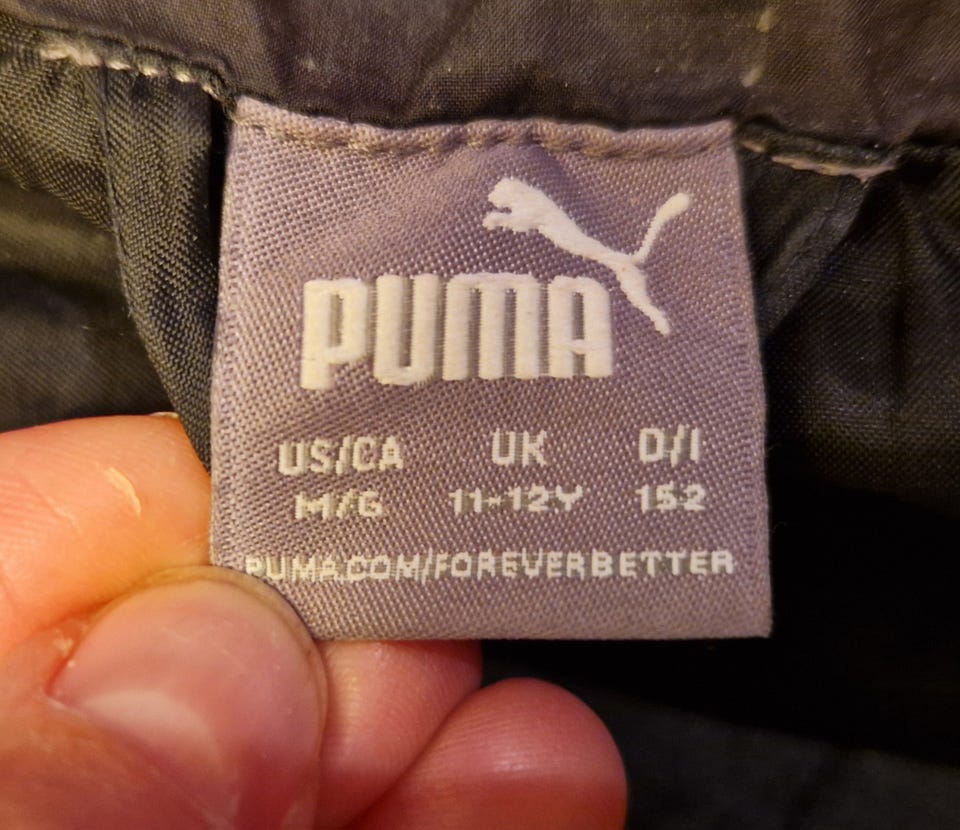 PUMA
US/CA UK D/I
M/G 11-12Y 152
PUMA.COM/FOREVERBETTER